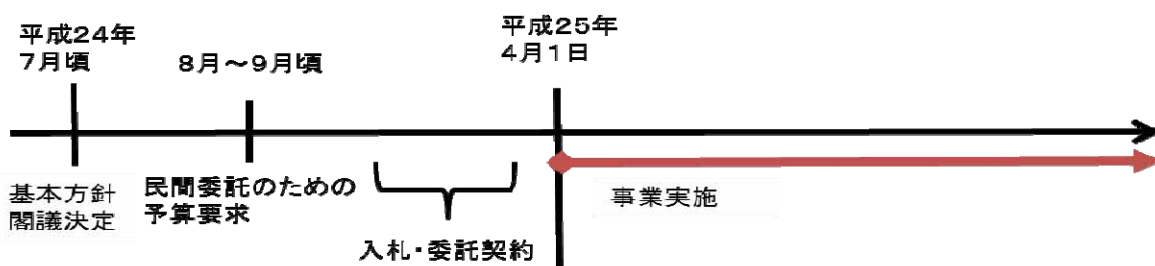 平成24年
7月頃
8月～9月頃
平成25年
4月1日
基本方針
閣議決定
民間委託のための
予算要求
入札・委託契約
事業実施